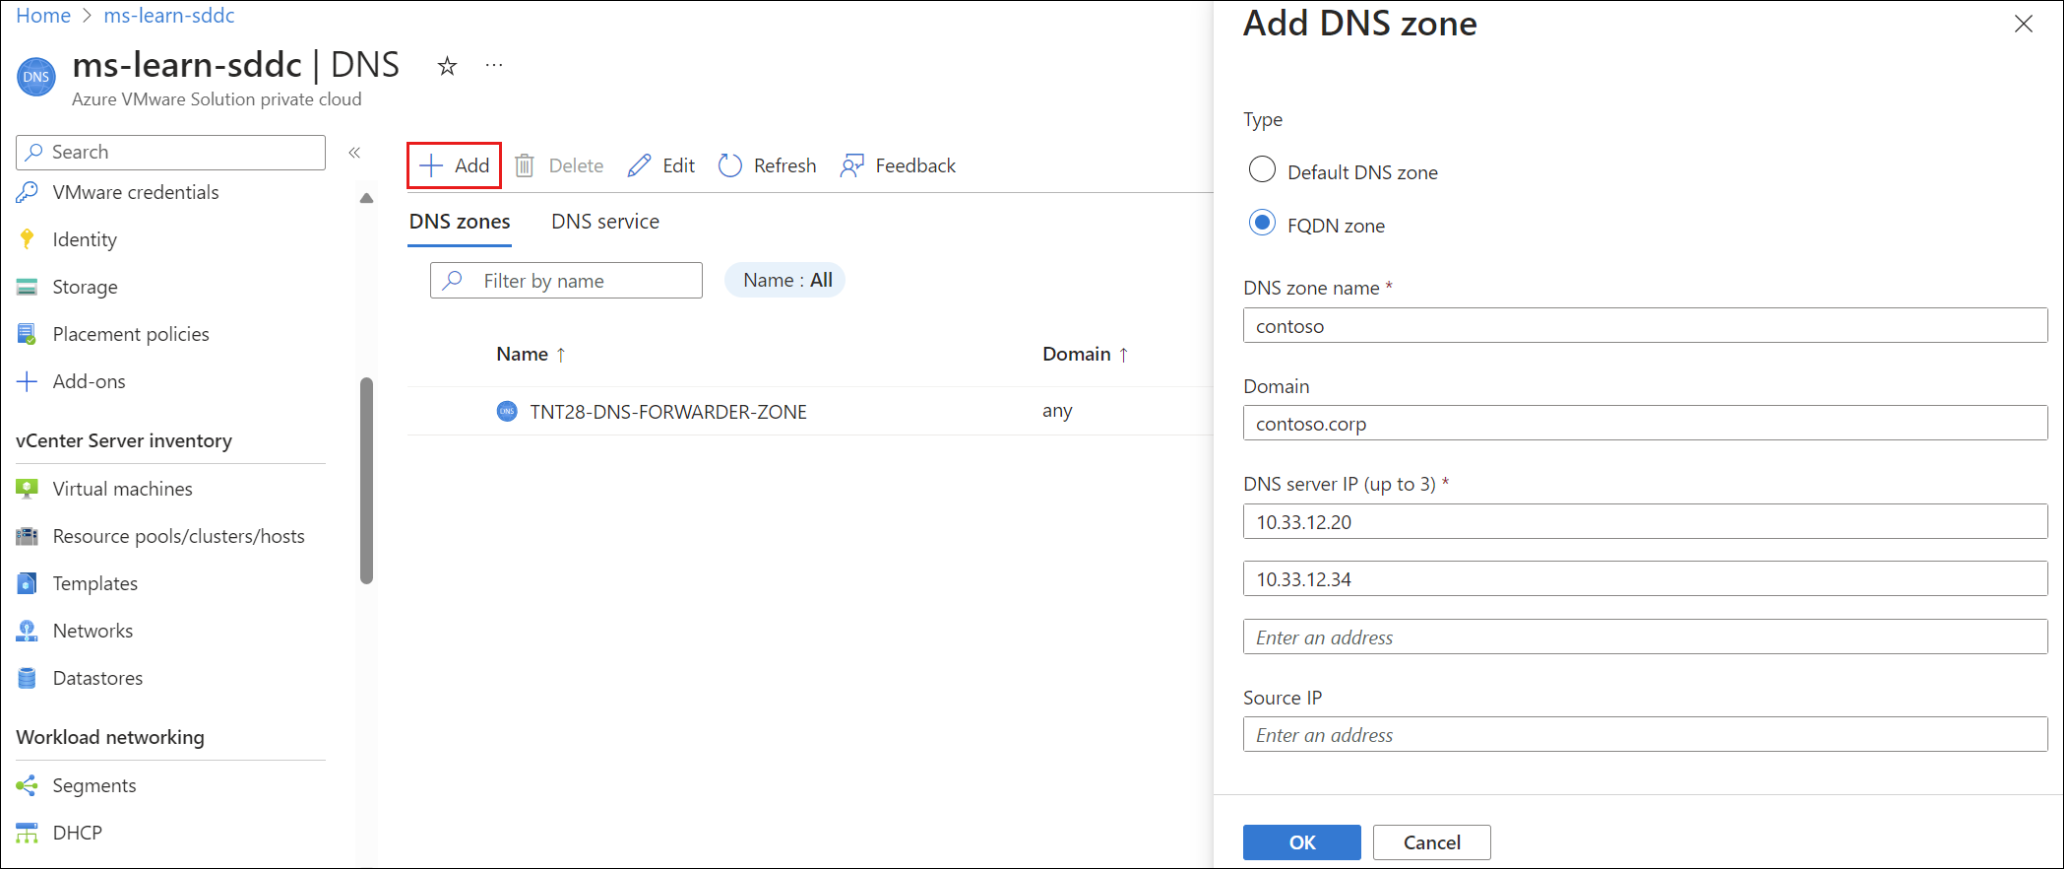 Home > ms-learn-sddc
DNS
ms-learn-sddc | DNS ☆ ···
Azure VMware Solution private cloud
Search «
VMware credentials
Identity
Storage
Placement policies
Add-ons
vCenter Server inventory
Virtual machines
Resource pools/clusters/hosts
Templates
Networks
Datastores
Workload networking
Segments
DHCP
Add Delete Edit Refresh Feedback
DNS zones DNS service
Filter by name Name : All
Name ↑ Domain ↑
DNS TNT28-DNS-FORWARDER-ZONE any
Add DNS zone
Type
Default DNS zone
FQDN zone
DNS zone name *
contoso
Domain
contoso.corp
DNS server IP (up to 3) *
10.33.12.20
10.33.12.34
Enter an address
Source IP
Enter an address
OK Cancel